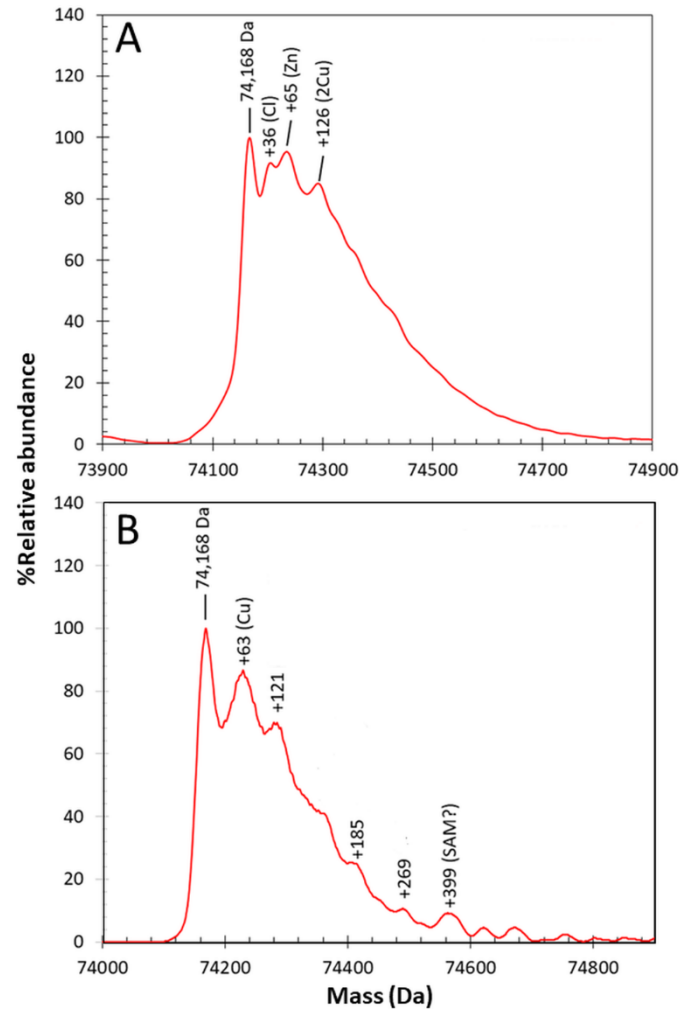 A
74,168 Da
+36 (Cl)
+65 (Zn)
+126 (2Cu)
140
120
100
80
60
40
20
0
73900 74100 74300 74500 74700 74900
%Relative abundance
B
74,168 Da
+63 (Cu)
+121
+185
+269
+399 (SAM?)
140
120
100
80
60
40
20
0
74000 74200 74400 74600 74800
Mass (Da)